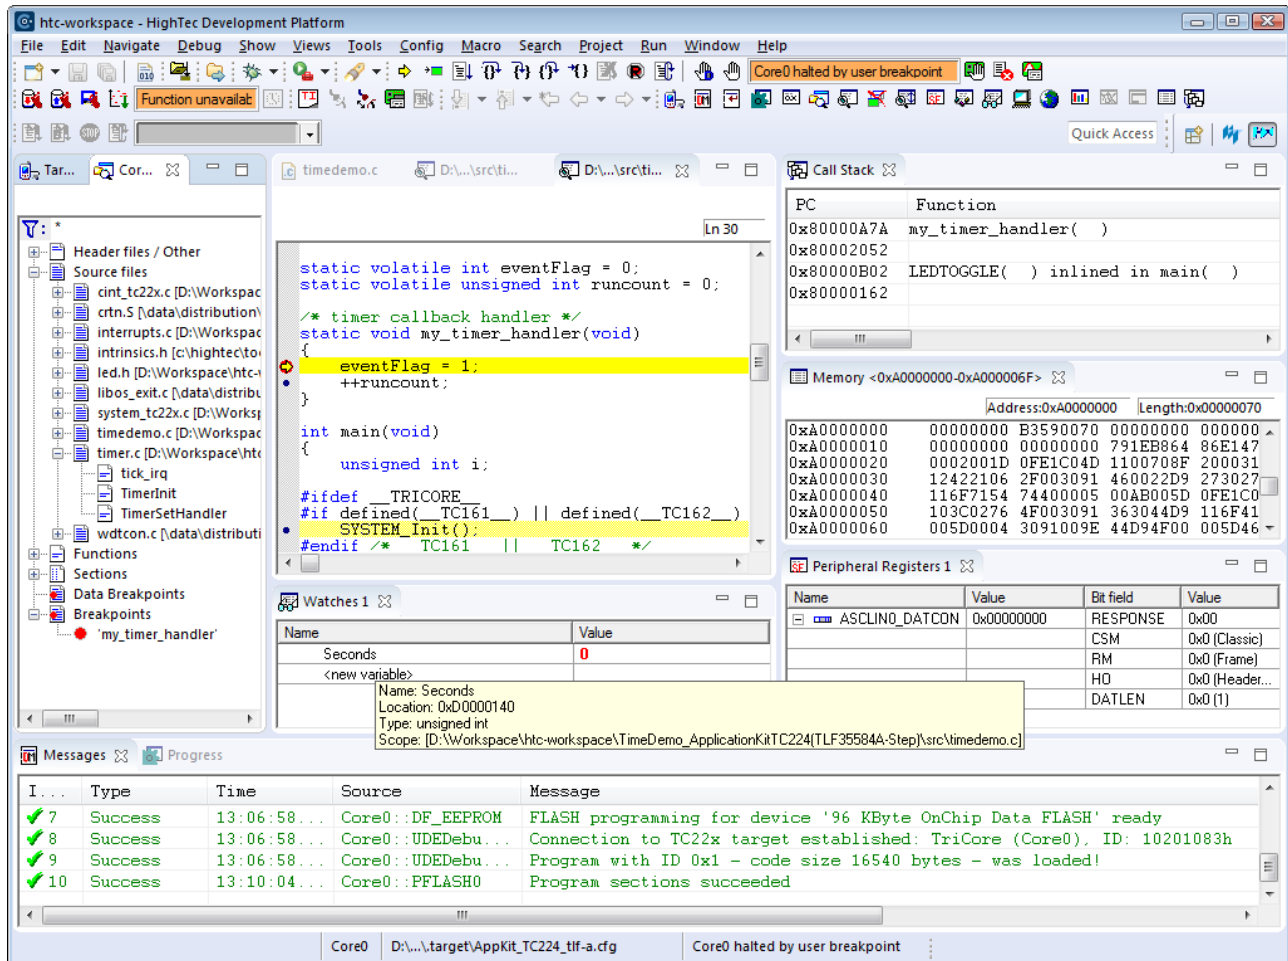 htc-workspace - HighTec Development Platform
File Edit Navigate Debug Show Views Tools Config Macro Search Project Run Window Help
Core0 halted by user breakpoint
Function unavailab
Quick Access
Tar... Cor...
: *
Header files / Other
Source files
cint_tc22x.c [D:\Workspac
crtn.S [\data\distribution\
interrupts.c [D:\Workspac
intrinsics.h [c:\hightec\to
led.h [D:\Workspace\htc-
libos_exit.c [\data\distribu
system_tc22x.c [D:\Worksp
timedemo.c [D:\Workspac
timer.c [D:\Workspace\htc
tick_irq
TimerInit
TimerSetHandler
wdtcon.c [\data\distributi
Functions
Sections
Data Breakpoints
Breakpoints
'my_timer_handler'
timedemo.c D:\...\src\ti... D:\...\src\ti...
Ln 30
static volatile int eventFlag = 0;
static volatile unsigned int runcount = 0;
/* timer callback handler */
static void my_timer_handler(void)
{
eventFlag = 1;
++runcount;
}
int main(void)
{
unsigned int i;
#ifdef __TRICORE__
#if defined(__TC161__) || defined(__TC162__)
SYSTEM_Init();
#endif /* __TC161__ || __TC162__ */
Watches 1
Name Value
Seconds 0
<new variable>
Name: Seconds
Location: 0xD0000140
Type: unsigned int
Scope: [D:\Workspace\htc-workspace\TimeDemo_ApplicationKitTC224(TLF35584A-Step)\src\timedemo.c]
Call Stack
PC Function
0x80000A7A my_timer_handler( )
0x80002052
0x80000B02 LEDTOGGLE( ) inlined in main( )
0x80000162
Memory <0xA0000000-0xA000006F>
Address:0xA0000000 Length:0x00000070
0xA0000000 00000000 B3590070 00000000 000000
0xA0000010 00000000 00000000 791EB864 86E147
0xA0000020 0002001D 0FE1C04D 1100708F 200031
0xA0000030 12422106 2F003091 460022D9 273027
0xA0000040 116F7154 74400005 00AB005D 0FE1C0
0xA0000050 103C0276 4F003091 363044D9 116F41
0xA0000060 005D0004 3091009E 44D94F00 005D46
Peripheral Registers 1
Name Value Bit field Value
ASCLIN0_DATCON 0x00000000 RESPONSE 0x00
CSM 0x0 (Classic)
RM 0x0 (Frame)
HO 0x0 (Header...
DATLEN 0x0 (1)
Messages Progress
I... Type Time Source Message
7 Success 13:06:58... Core0::DF_EEPROM FLASH programming for device '96 KByte OnChip Data FLASH' ready
8 Success 13:06:58... Core0::UDEDebu... Connection to TC22x target established: TriCore (Core0), ID: 10201083h
9 Success 13:06:58... Core0::UDEDebu... Program with ID 0x1 - code size 16540 bytes - was loaded!
10 Success 13:10:04... Core0::PFLASH0 Program sections succeeded
Core0 D:\...\.target\AppKit_TC224_tlf-a.cfg Core0 halted by user breakpoint